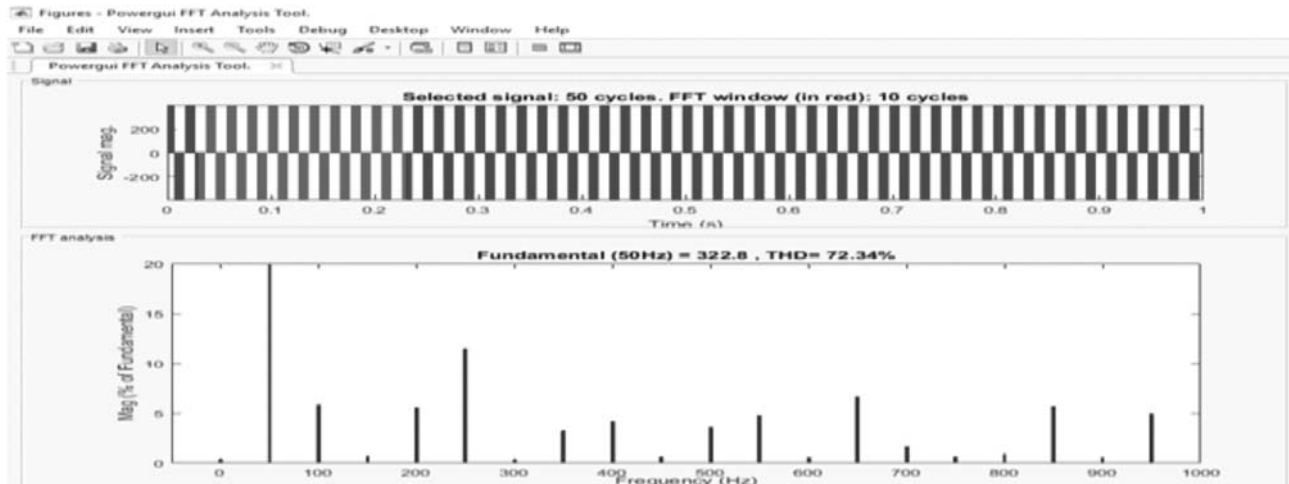 Figures - Powergui FFT Analysis Tool.
File Edit View Insert Tools Debug Desktop Window Help
Powergui FFT Analysis Tool.
Signal
Selected signal: 50 cycles. FFT window (in red): 10 cycles
Signal mag.
200
0
-200
0 0.1 0.2 0.3 0.4 0.5 0.6 0.7 0.8 0.9 1
Time (s)
FFT analysis
Fundamental (50Hz) = 322.8 , THD= 72.34%
Mag (% of Fundamental)
20
15
10
5
0
0 100 200 300 400 500 600 700 800 900 1000
Frequency (Hz)